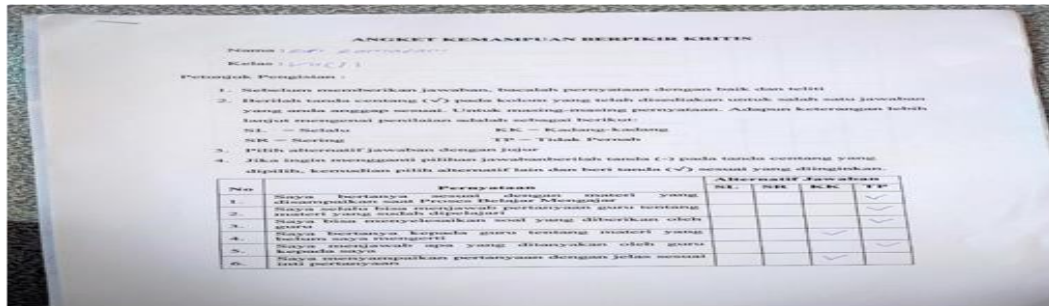 ANGKET KEMAMPUAN BERPIKIR KRITIS
Nama :
Kelas :
Petunjuk Pengisian :
1. Sebelum memberikan jawaban, bacalah pernyataan dengan baik dan teliti
2. Berilah tanda centang (√) pada kolom yang telah disediakan untuk salah satu jawaban
yang anda anggap sesuai. Untuk masing-masing pernyataan. Adapun keterangan lebih
lanjut mengenai penilaian adalah sebagai berikut:
SL = Selalu KK = Kadang-kadang
SR = Sering TP = Tidak Pernah
3. Pilih alternatif jawaban dengan jujur
4. Jika ingin mengganti pilihan jawabanberilah tanda (-) pada tanda centang yang
dipilih, kemudian pilih alternatif lain dan beri tanda (√) sesuai yang diinginkan.
No Pernyataan Alternatif Jawaban
SL SR KK TP
1. Saya bertanya sesuai dengan materi yang
disampaikan saat Proses Belajar Mengajar ✓
2. Saya selalu bisa menjawab pertanyaan guru tentang
materi yang sudah dipelajari ✓
3. Saya bisa menyelesaikan soal yang diberikan oleh
guru ✓
4. Saya bertanya kepada guru tentang materi yang
belum saya mengerti ✓
5. Saya menjawab apa yang ditanyakan oleh guru
kepada saya ✓
6. Saya menyampaikan pertanyaan dengan jelas sesuai
inti pertanyaan ✓